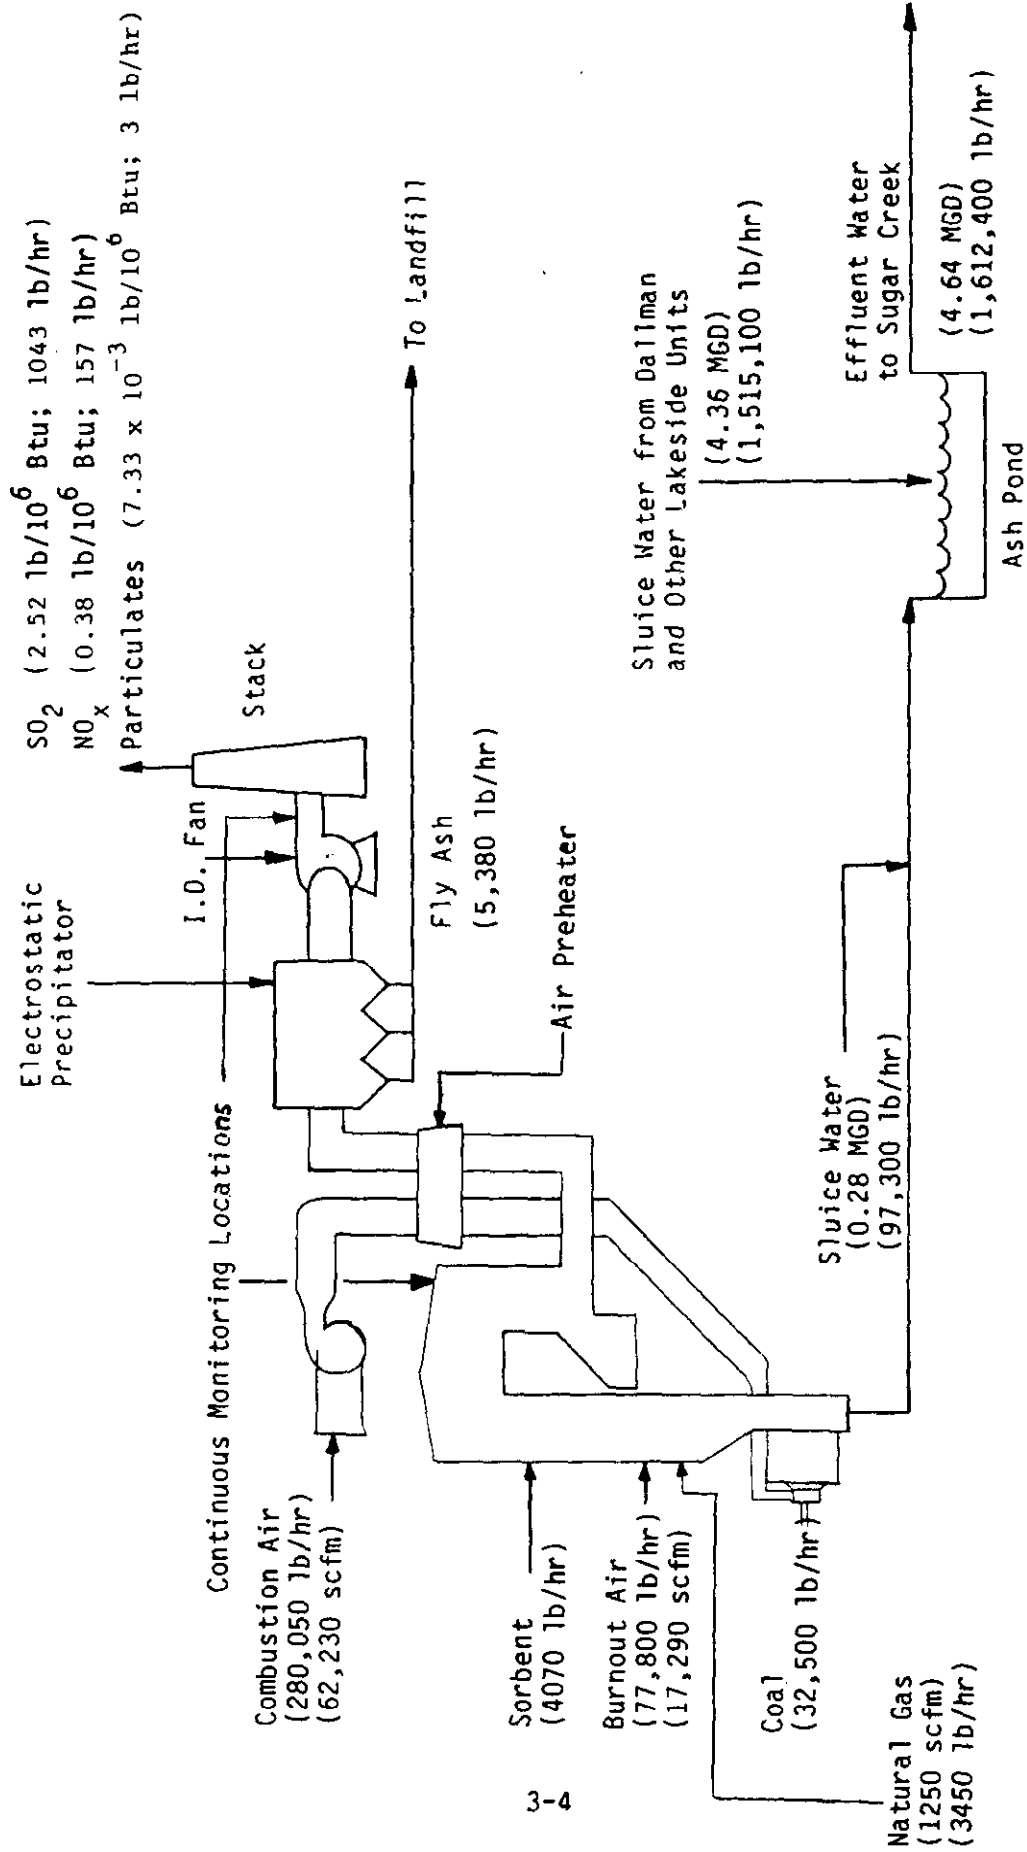 SO2 (2.52 lb/10^6 Btu; 1043 lb/hr)
NOx (0.38 lb/10^6 Btu; 157 lb/hr)
Particulates (7.33 x 10^-3 lb/10^6 Btu; 3 lb/hr)
Electrostatic
Precipitator
I.D. Fan
Stack
Continuous Monitoring Locations
To Landfill
Fly Ash
(5,380 lb/hr)
Air Preheater
Combustion Air
(280,050 lb/hr)
(62,230 scfm)
Sorbent
(4070 lb/hr)
Burnout Air
(77,800 lb/hr)
(17,290 scfm)
Coal
(32,500 lb/hr)
Natural Gas
(1250 scfm)
(3450 lb/hr)
Sluice Water
(0.28 MGD)
(97,300 lb/hr)
Sluice Water from Dallman
and Other Lakeside Units
(4.36 MGD)
(1,515,100 lb/hr)
Effluent Water
to Sugar Creek
(4.64 MGD)
(1,612,400 lb/hr)
Ash Pond
3-4